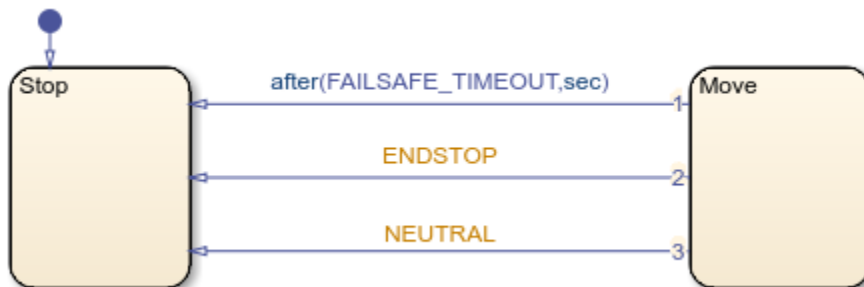 Stop
after(FAILSAFE_TIMEOUT,sec)
1
Move
ENDSTOP
2
NEUTRAL
3